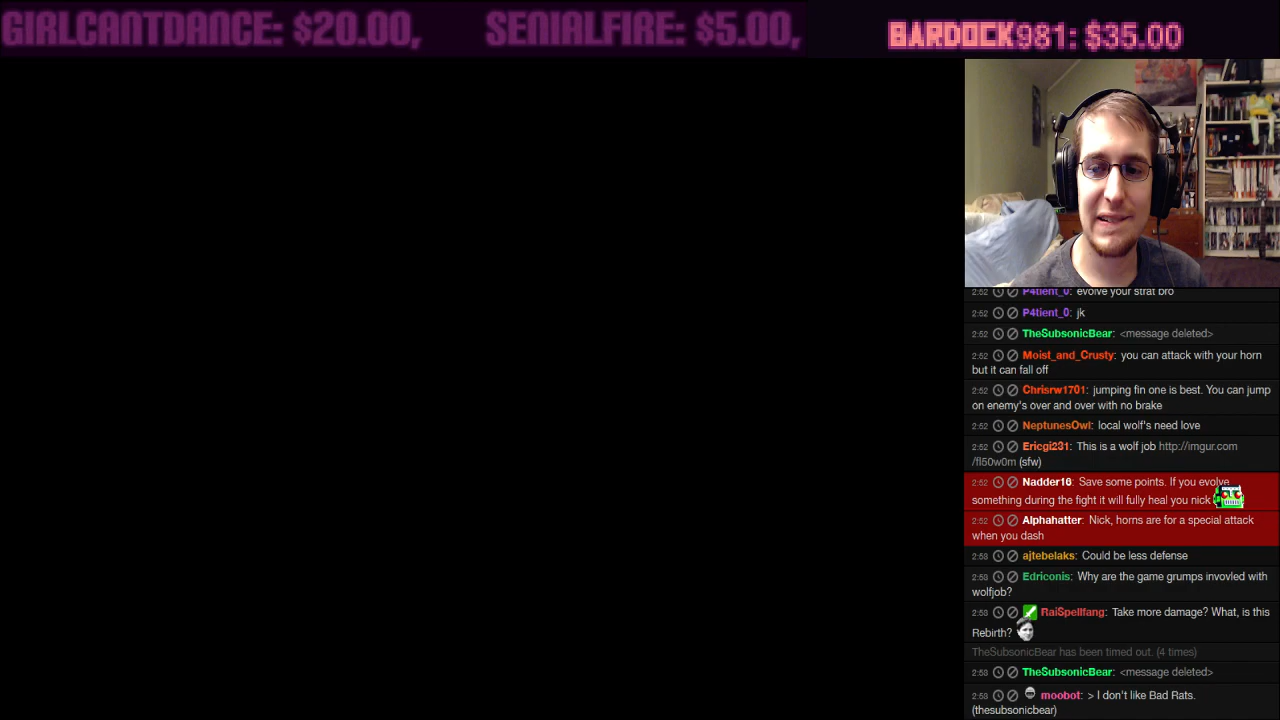 GIRLCANTDANCE: $20.00, SENIALFIRE: $5.00, BARDOCK981: $35.00
2:52 P4tient_0: evolve your strat bro
2:52 P4tient_0: jk
2:52 TheSubsonicBear: <message deleted>
2:52 Moist_and_Crusty: you can attack with your horn
but it can fall off
2:52 Chrisrw1701: jumping fin one is best. You can jump
on enemy's over and over with no brake
2:52 NeptunesOwl: local wolf's need love
2:52 Ericgi231: This is a wolf job http://imgur.com
/fl50w0m (sfw)
2:52 Nadder16: Save some points. If you evolve
something during the fight it will fully heal you nick
2:52 Alphahatter: Nick, horns are for a special attack
when you dash
2:53 ajtebelaks: Could be less defense
2:53 Edriconis: Why are the game grumps invovled with
wolfjob?
2:53 RaiSpellfang: Take more damage? What, is this
Rebirth?
TheSubsonicBear has been timed out. (4 times)
2:53 TheSubsonicBear: <message deleted>
2:53 moobot: > I don't like Bad Rats.
(thesubsonicbear)